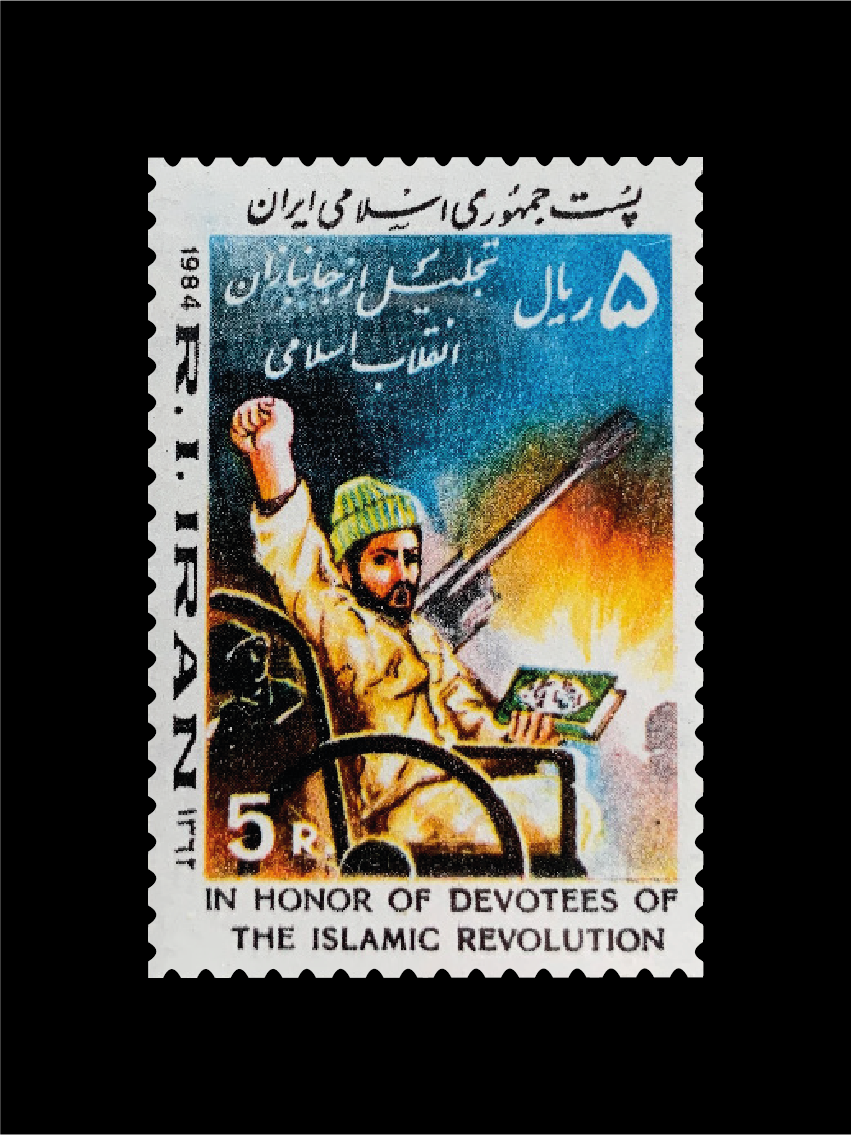 پست جمهوری اسلامی ایران
۵ ریال
تجلیل از جانبازان
انقلاب اسلامی
1984 R. I. IRAN ۱۳۶۲
5 R.
IN HONOR OF DEVOTEES OF
THE ISLAMIC REVOLUTION